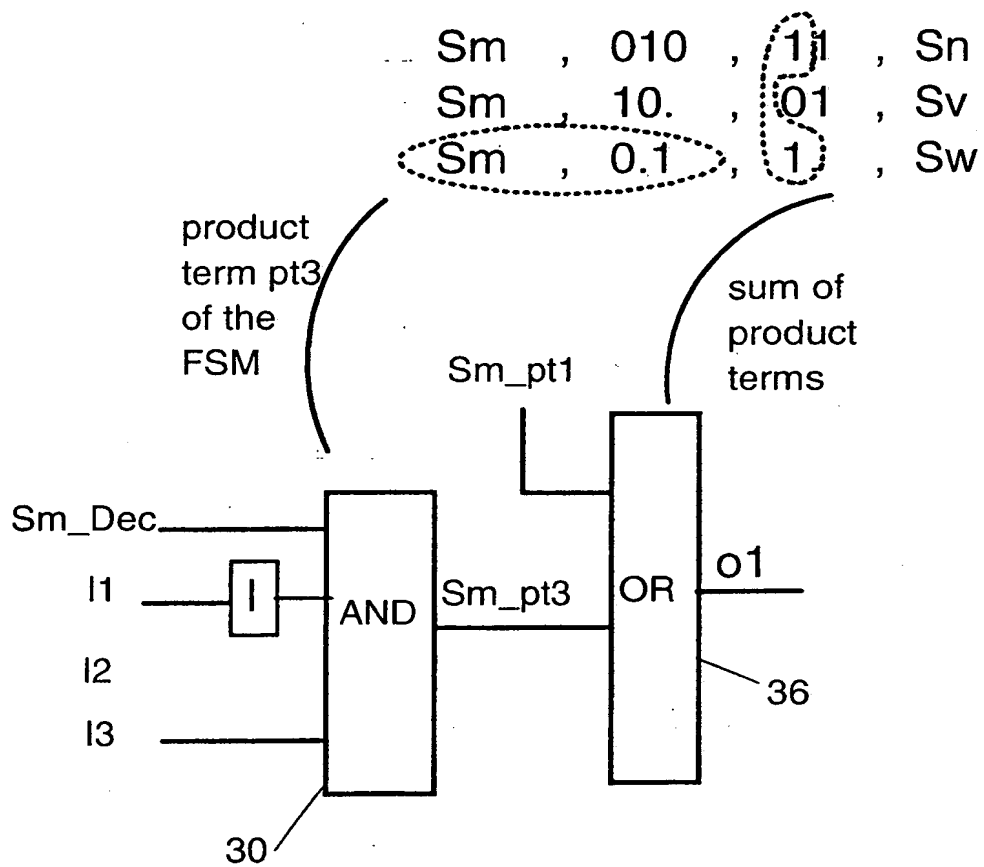 Sm , 010 , 11 , Sn
Sm , 10. , 01 , Sv
Sm , 0.1 , 1. , Sw
product
term pt3
of the
FSM
sum of
product
terms
Sm_pt1
Sm_Dec
I1
I
I2
I3
AND
Sm_pt3
OR
o1
36
30